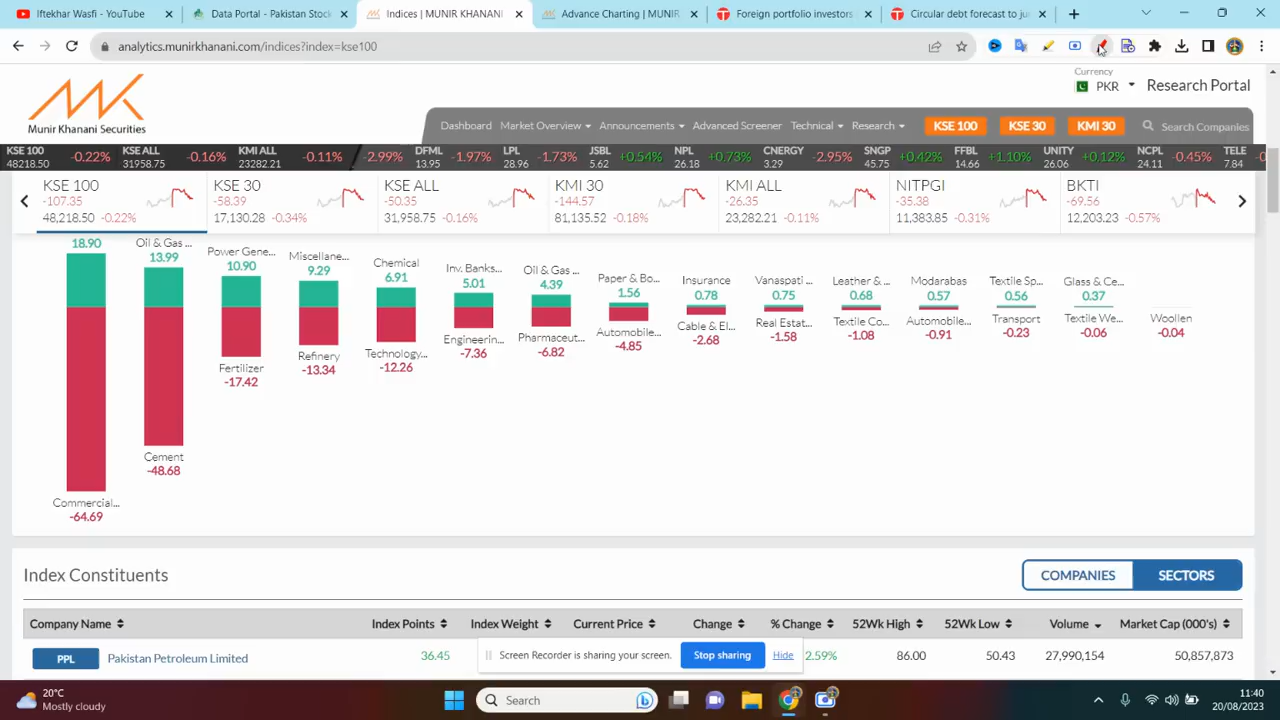 Iftekhar Wasif - YouTube
Data Portal - Pakistan Stock
Indices | MUNIR KHANANI
Advance Charting | MUNIR
Foreign portfolio investors
Circular debt forecast to ju
analytics.munirkhanani.com/indices?index=kse100
Munir Khanani Securities
Currency
PKR
Research Portal
Dashboard Market Overview Announcements Advanced Screener Technical Research KSE 100 KSE 30 KMI 30 Search Companies
KSE 100 48218.50 -0.22%
KSE ALL 31958.75 -0.16%
KMI ALL 23282.21 -0.11%
-2.99%
DFML 13.95 -1.97%
LPL 28.96 -1.73%
JSBL 5.62 +0.54%
NPL 26.18 +0.73%
CNERGY 3.29 -2.95%
SNGP 45.75 +0.42%
FFBL 14.66 +1.10%
UNITY 26.06 +0.12%
NCPL 24.11 -0.45%
TELE 7.84
KSE 100
-107.35
48,218.50 -0.22%
KSE 30
-58.39
17,130.28 -0.34%
KSE ALL
-50.35
31,958.75 -0.16%
KMI 30
-144.57
81,135.52 -0.18%
KMI ALL
-26.35
23,282.21 -0.11%
NITPGI
-35.38
11,383.85 -0.31%
BKTI
-69.56
12,203.23 -0.57%
18.90
Commercial...
-64.69
Oil & Gas ...
13.99
Cement
-48.68
Power Gene...
10.90
Fertilizer
-17.42
Miscellane...
9.29
Refinery
-13.34
Chemical
6.91
Technology...
-12.26
Inv. Banks...
5.01
Engineerin...
-7.36
Oil & Gas ...
4.39
Pharmaceut...
-6.82
Paper & Bo...
1.56
Automobile...
-4.85
Insurance
0.78
Cable & El...
-2.68
Vanaspati ...
0.75
Real Estat...
-1.58
Leather & ...
0.68
Textile Co...
-1.08
Modarabas
0.57
Automobile...
-0.91
Textile Sp...
0.56
Transport
-0.23
Glass & Ce...
0.37
Textile We...
-0.06
Woollen
-0.04
Index Constituents
COMPANIES
SECTORS
Company Name Index Points Index Weight Current Price Change % Change 52Wk High 52Wk Low Volume Market Cap (000's)
PPL Pakistan Petroleum Limited 36.45 2.59% 86.00 50.43 27,990,154 50,857,873
Screen Recorder is sharing your screen. Stop sharing Hide
20°C
Mostly cloudy
Search
11:40
20/08/2023